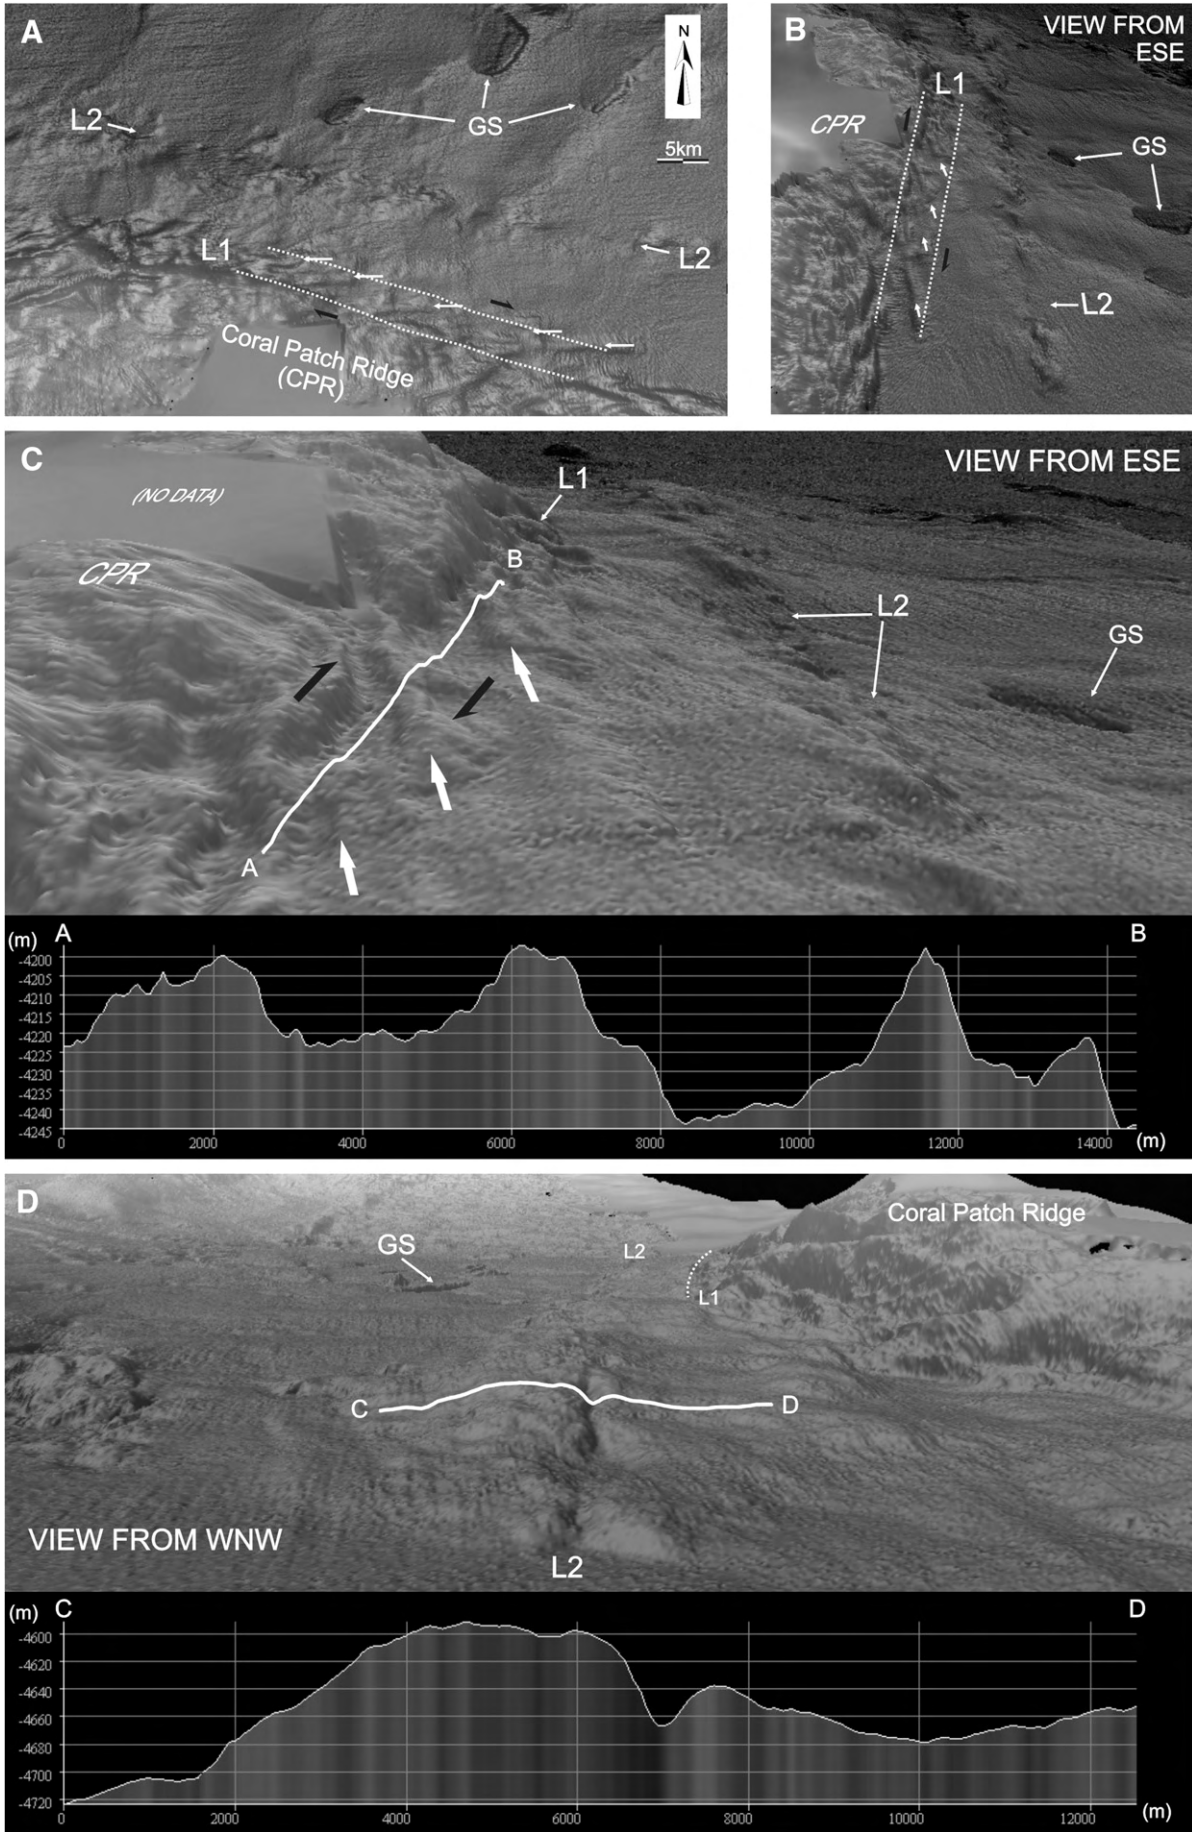 A
N
5km
L2
GS
L1
L2
Coral Patch Ridge
(CPR)
B
VIEW FROM
ESE
L1
CPR
GS
L2
C
VIEW FROM ESE
(NO DATA)
L1
B
CPR
L2
GS
A
(m)
A
B
-4200
-4205
-4210
-4215
-4220
-4225
-4230
-4235
-4240
-4245
0
2000
4000
6000
8000
10000
12000
14000
(m)
D
Coral Patch Ridge
GS
L2
L1
C
D
VIEW FROM WNW
L2
(m)
C
D
-4600
-4620
-4640
-4660
-4680
-4700
-4720
0
2000
4000
6000
8000
10000
12000
(m)